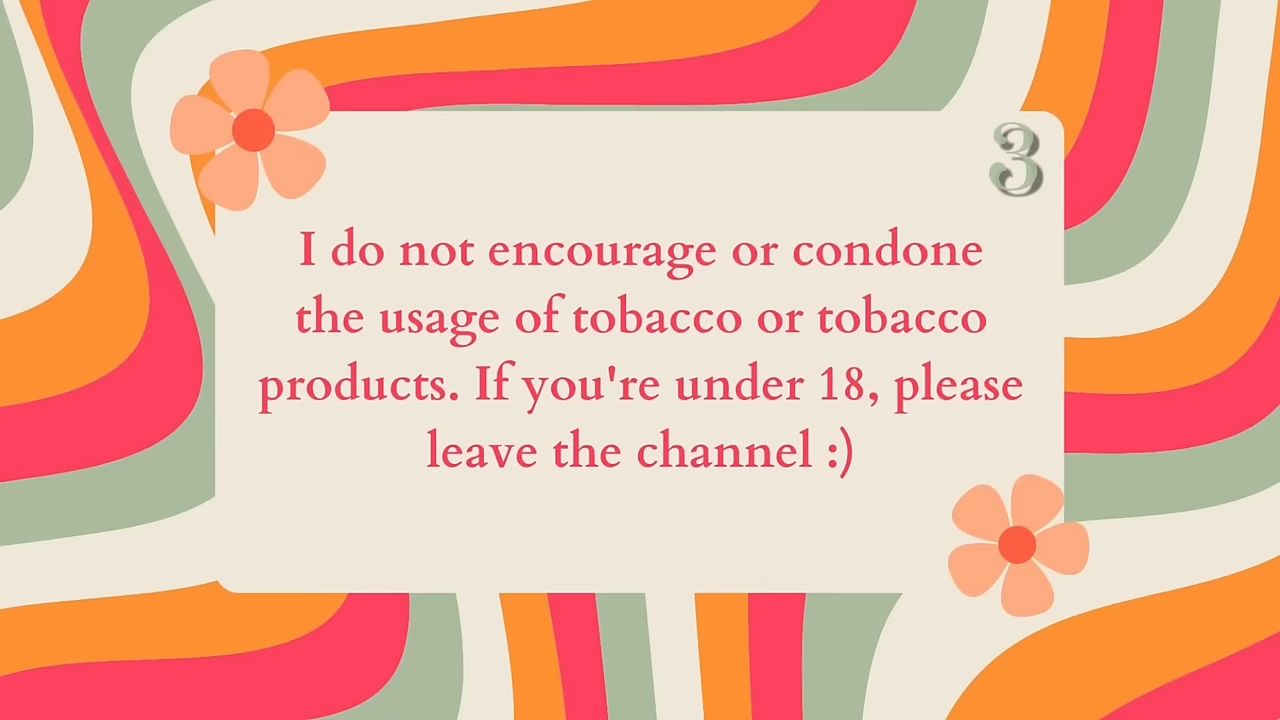 3
I do not encourage or condone
the usage of tobacco or tobacco
products. If you're under 18, please
leave the channel :)